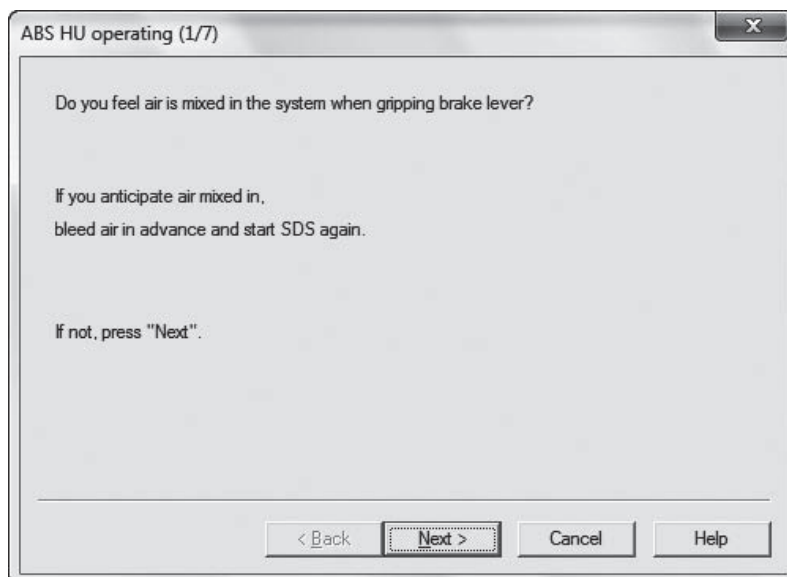 ABS HU operating (1/7)
Do you feel air is mixed in the system when gripping brake lever?
If you anticipate air mixed in,
bleed air in advance and start SDS again.
If not, press "Next".
< Back Next > Cancel Help